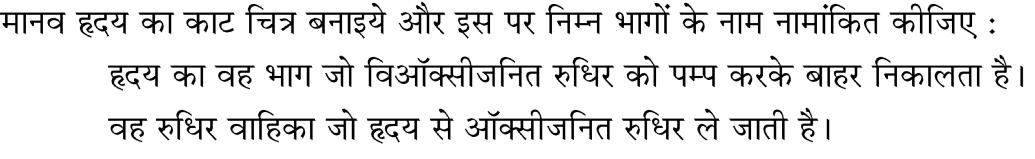 मानव हृदय का काट चित्र बनाइये और इस पर निम्न भागों के नाम नामांकित कीजिए :
हृदय का वह भाग जो विऑक्सीजनित रुधिर को पम्प करके बाहर निकालता है।
वह रुधिर वाहिका जो हृदय से ऑक्सीजनित रुधिर ले जाती है।